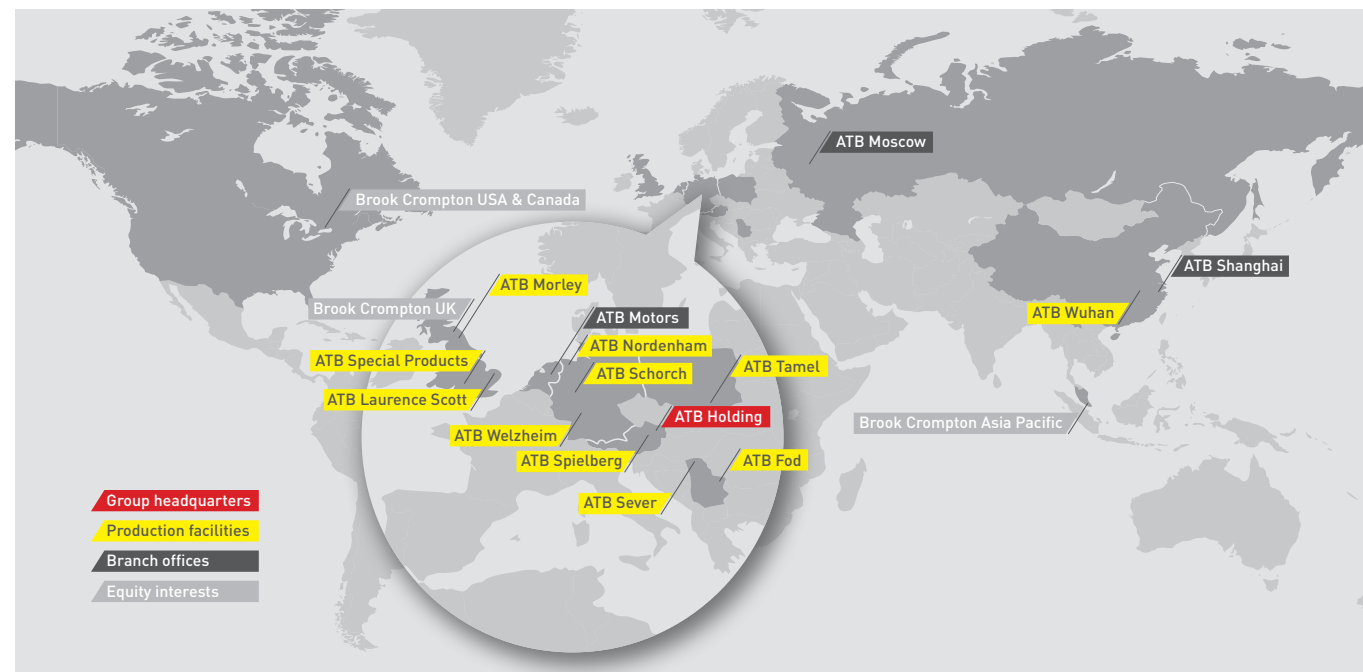 ATB Moscow
Brook Crompton USA & Canada
ATB Shanghai
ATB Morley
Brook Crompton UK
ATB Wuhan
ATB Motors
ATB Nordenham
ATB Special Products
ATB Tamel
ATB Schorch
ATB Laurence Scott
ATB Holding
Brook Crompton Asia Pacific
ATB Welzheim
ATB Spielberg
ATB Fod
ATB Sever
Group headquarters
Production facilities
Branch offices
Equity interests